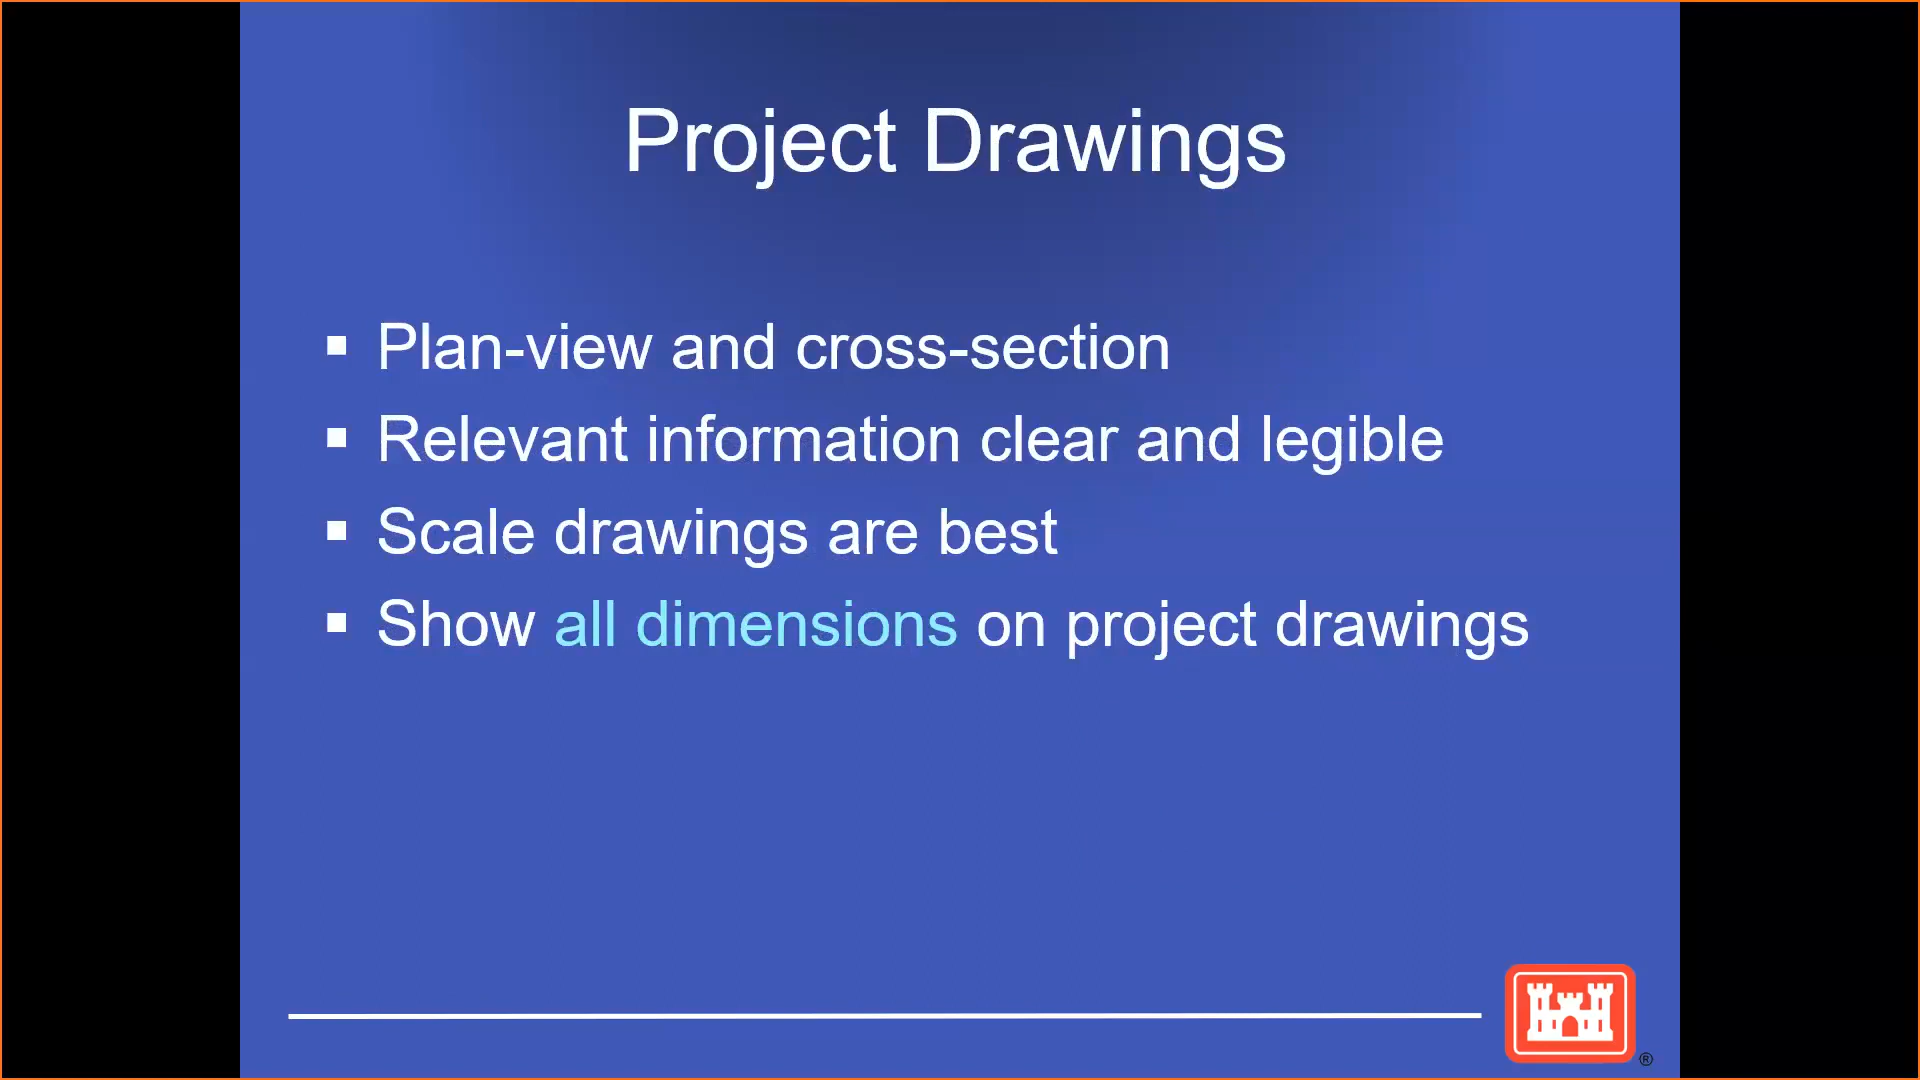 Project Drawings
▪ Plan-view and cross-section
▪ Relevant information clear and legible
▪ Scale drawings are best
▪ Show all dimensions on project drawings
®